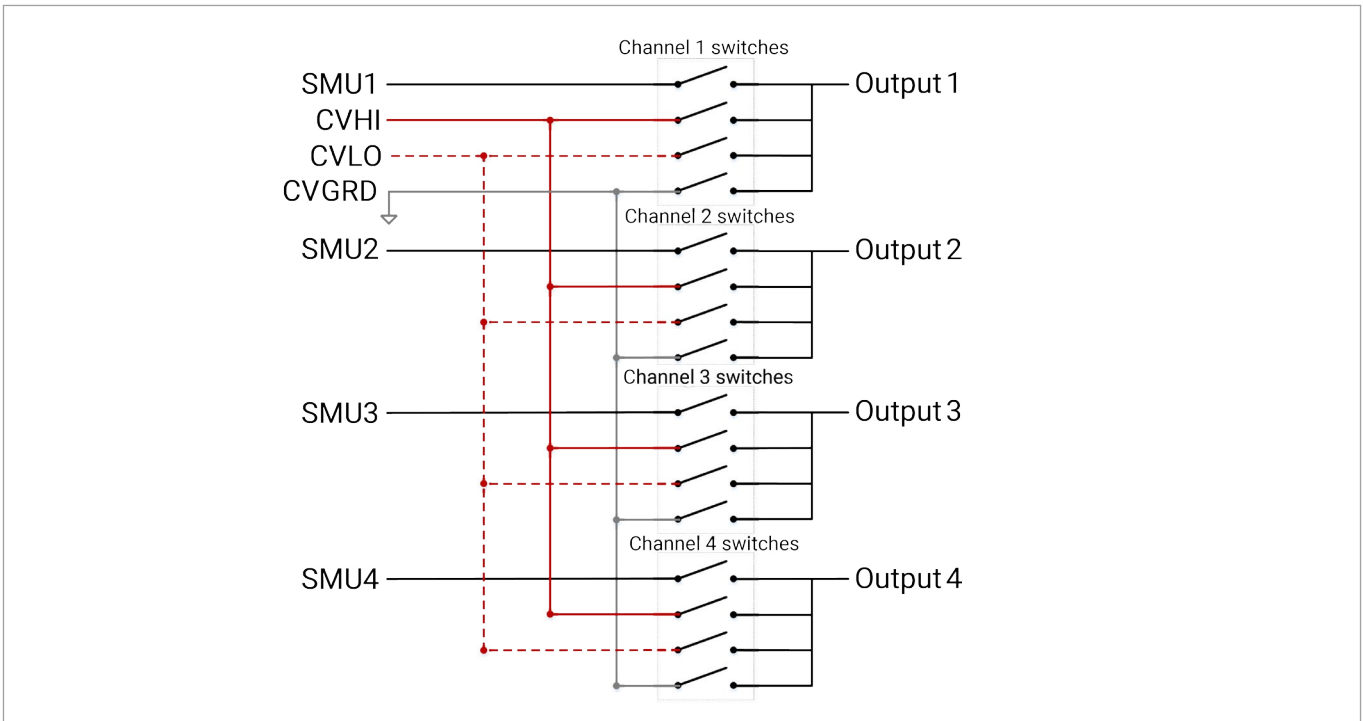 Channel 1 switches
SMU1
Output 1
CVHI
CVLO
CVGRD
Channel 2 switches
SMU2
Output 2
Channel 3 switches
SMU3
Output 3
Channel 4 switches
SMU4
Output 4